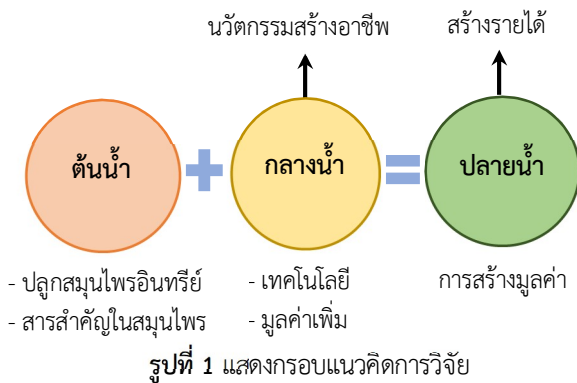 นวัตกรรมสร้างอาชีพ สร้างรายได้
ต้นน้ำ + กลางน้ำ = ปลายน้ำ
- ปลูกสมุนไพรอินทรีย์ - เทคโนโลยี การสร้างมูลค่า
- สารสำคัญในสมุนไพร - มูลค่าเพิ่ม
รูปที่ 1 แสดงกรอบแนวคิดการวิจัย